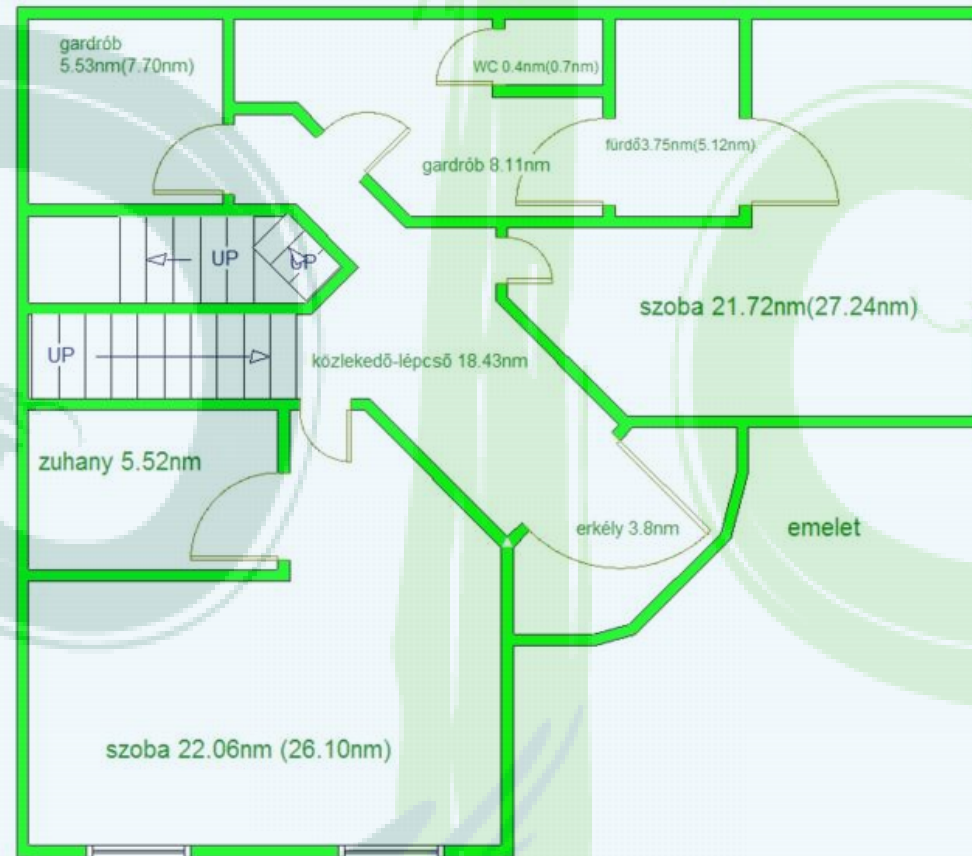 gardrób
5.53nm(7.70nm)
WC 0.4nm(0.7nm)
fürdő3.75nm(5.12nm)
gardrób 8.11nm
UP
UP
szoba 21.72nm(27.24nm)
UP
közlekedő-lépcső 18.43nm
zuhany 5.52nm
erkély 3.8nm
emelet
szoba 22.06nm (26.10nm)